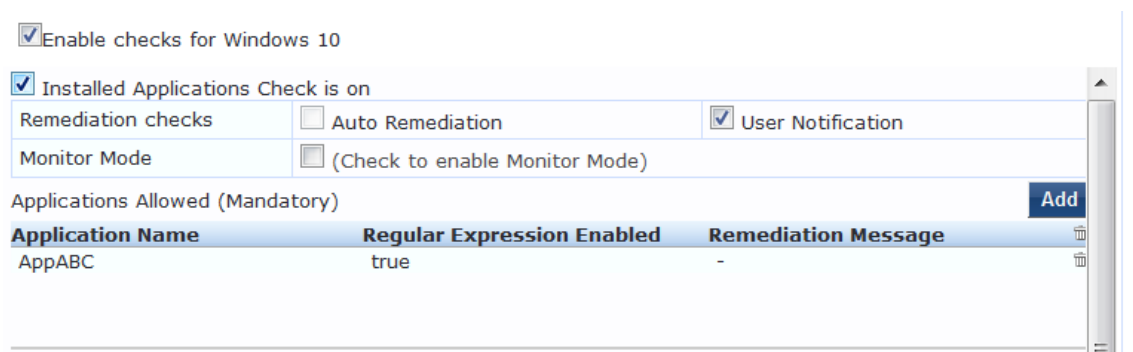 Enable checks for Windows 10
Installed Applications Check is on
Remediation checks Auto Remediation User Notification
Monitor Mode (Check to enable Monitor Mode)
Applications Allowed (Mandatory) Add
Application Name Regular Expression Enabled Remediation Message
AppABC true -